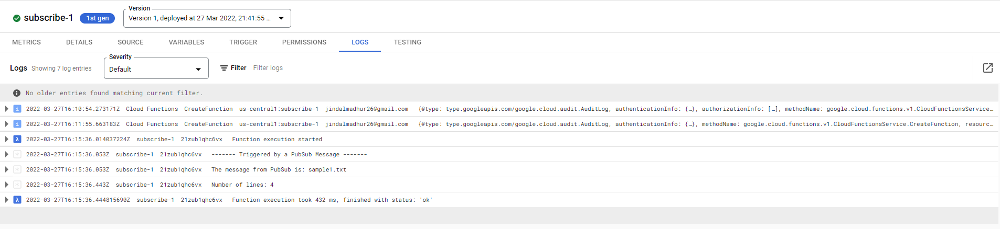 subscribe-1 1st gen Version
Version 1, deployed at 27 Mar 2022, 21:41:55 ...
METRICS DETAILS SOURCE VARIABLES TRIGGER PERMISSIONS LOGS TESTING
Logs Showing 7 log entries Severity
Default Filter Filter logs
No older entries found matching current filter.
2022-03-27T16:10:54.273171Z Cloud Functions CreateFunction us-central1:subscribe-1 jindalmadhur26@gmail.com {@type: type.googleapis.com/google.cloud.audit.AuditLog, authenticationInfo: {…}, authorizationInfo: […], methodName: google.cloud.functions.v1.CloudFunctionsService…
2022-03-27T16:11:55.663183Z Cloud Functions CreateFunction us-central1:subscribe-1 jindalmadhur26@gmail.com {@type: type.googleapis.com/google.cloud.audit.AuditLog, authenticationInfo: {…}, methodName: google.cloud.functions.v1.CloudFunctionsService.CreateFunction, resourc…
2022-03-27T16:15:36.014037224Z subscribe-1 21zub1qhc6vx Function execution started
2022-03-27T16:15:36.053Z subscribe-1 21zub1qhc6vx ------- Triggered by a PubSub Message -------
2022-03-27T16:15:36.053Z subscribe-1 21zub1qhc6vx The message from PubSub is: sample1.txt
2022-03-27T16:15:36.443Z subscribe-1 21zub1qhc6vx Number of lines: 4
2022-03-27T16:15:36.444815690Z subscribe-1 21zub1qhc6vx Function execution took 432 ms, finished with status: 'ok'